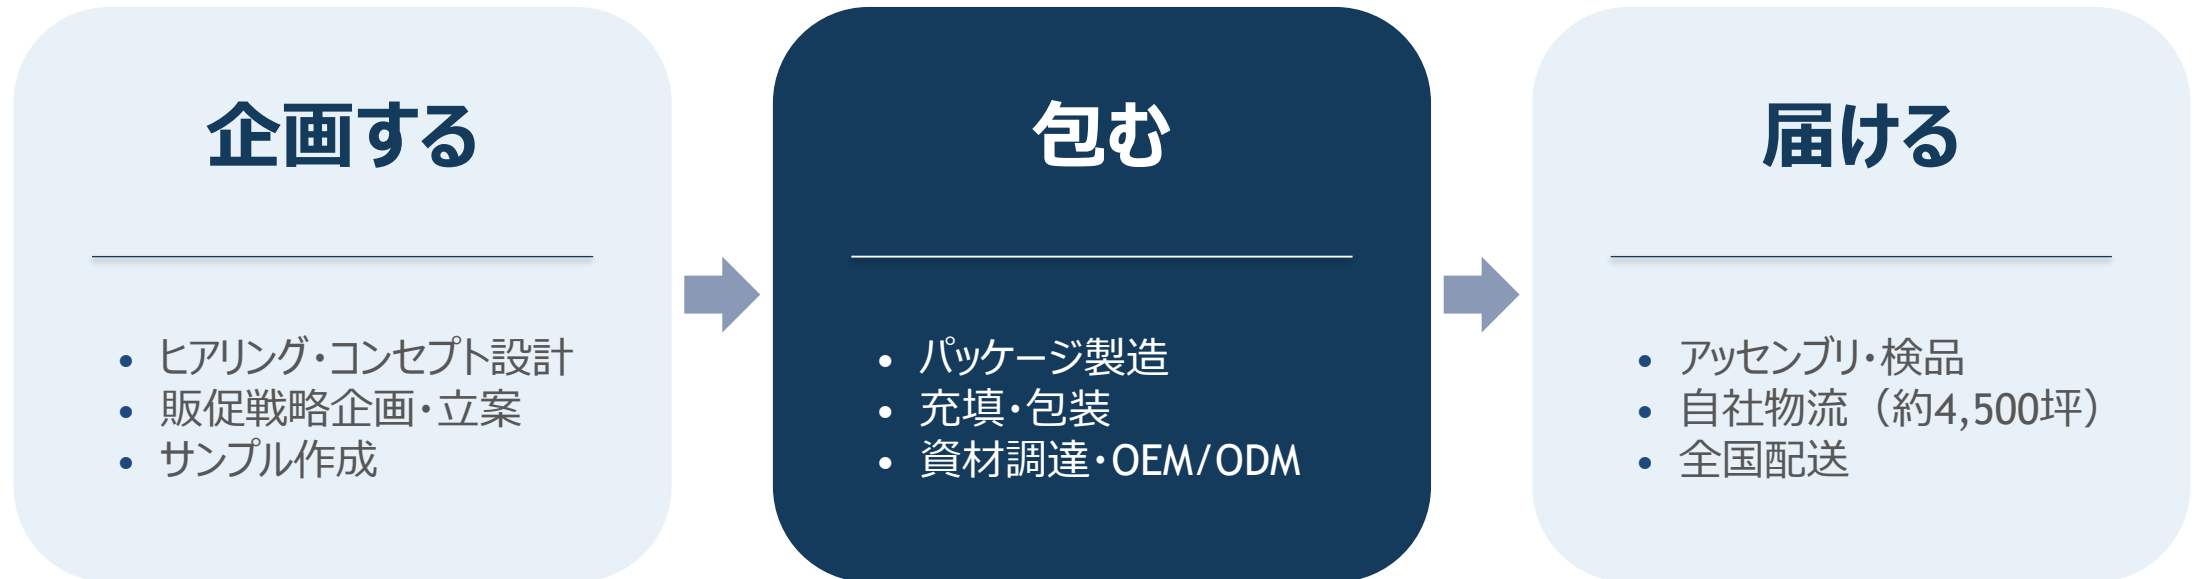 企画する
• ヒアリング・コンセプト設計
• 販促戦略企画・立案
• サンプル作成
包む
• パッケージ製造
• 充填・包装
• 資材調達・OEM/ODM
届ける
• アッセンブリ・検品
• 自社物流（約4,500坪）
• 全国配送